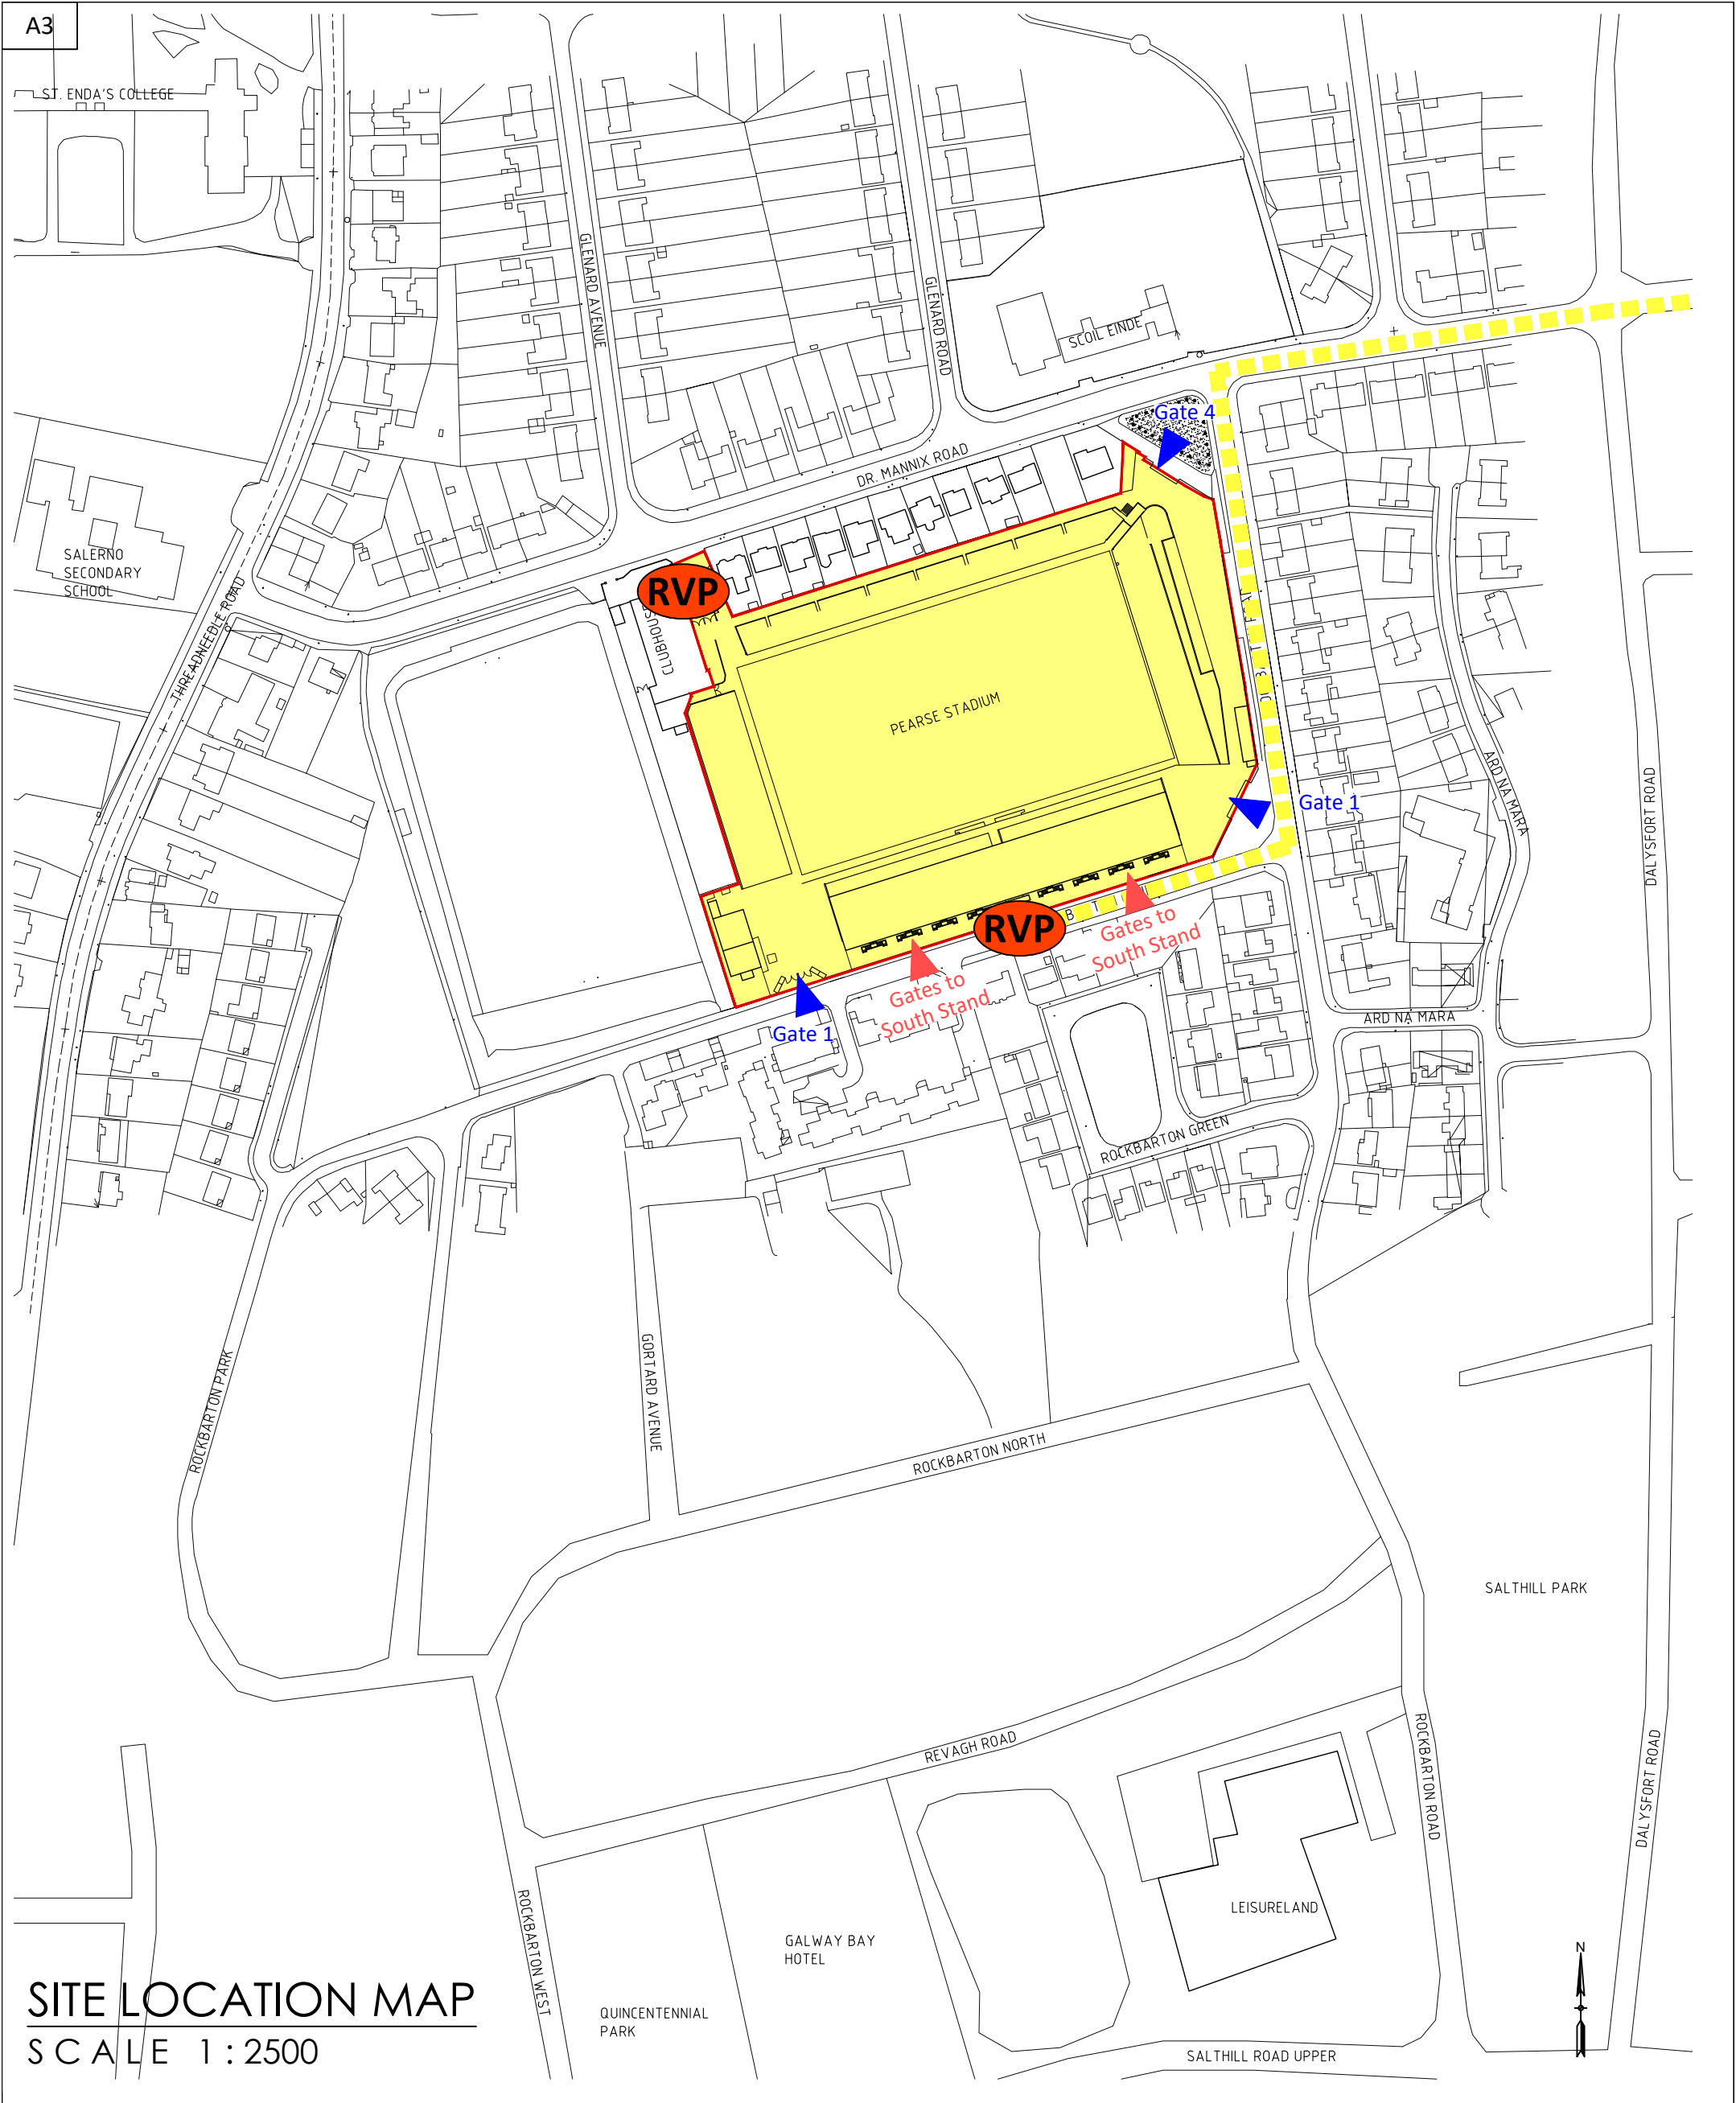 A3
ST. ENDA'S COLLEGE
GLENARD AVENUE
GLENARD ROAD
SCOIL EINDE
Gate 4
DR. MANNIX ROAD
SALERNO
SECONDARY
SCHOOL
THREADNEEDLE ROAD
RVP
CLUBHOUSE
PEARSE STADIUM
ARD NA MARA
DALYSFORT ROAD
Gate 1
RVP
Gates to
South Stand
Gates to
South Stand
Gate 1
ARD NA MARA
ROCKBARTON GREEN
ROCKBARTON PARK
GORTARD AVENUE
ROCKBARTON NORTH
SALTHILL PARK
REVAGH ROAD
ROCKBARTON ROAD
DALYSFORT ROAD
LEISURELAND
ROCKBARTON WEST
GALWAY BAY
HOTEL
QUINCENTENNIAL
PARK
N
SALTHILL ROAD UPPER
SITE LOCATION MAP
SCALE 1:2500